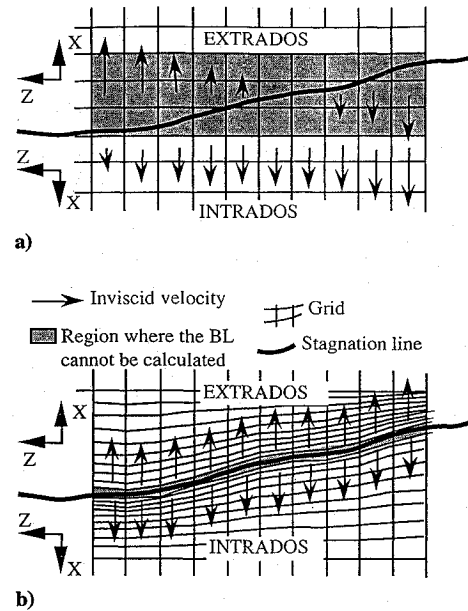 X
EXTRADOS
Z
Z
X
INTRADOS
a)
Inviscid velocity
Grid
Region where the BL
cannot be calculated
Stagnation line
EXTRADOS
X
Z
Z
X
INTRADOS
b)